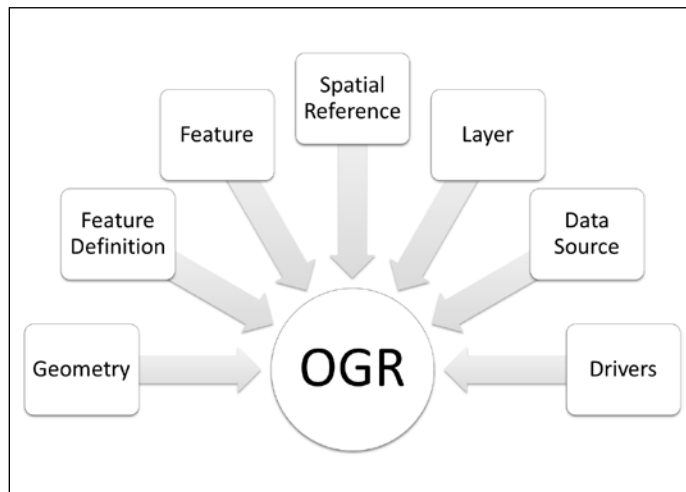 Spatial
Reference
Feature
Layer
Feature
Definition
Data
Source
Geometry
OGR
Drivers